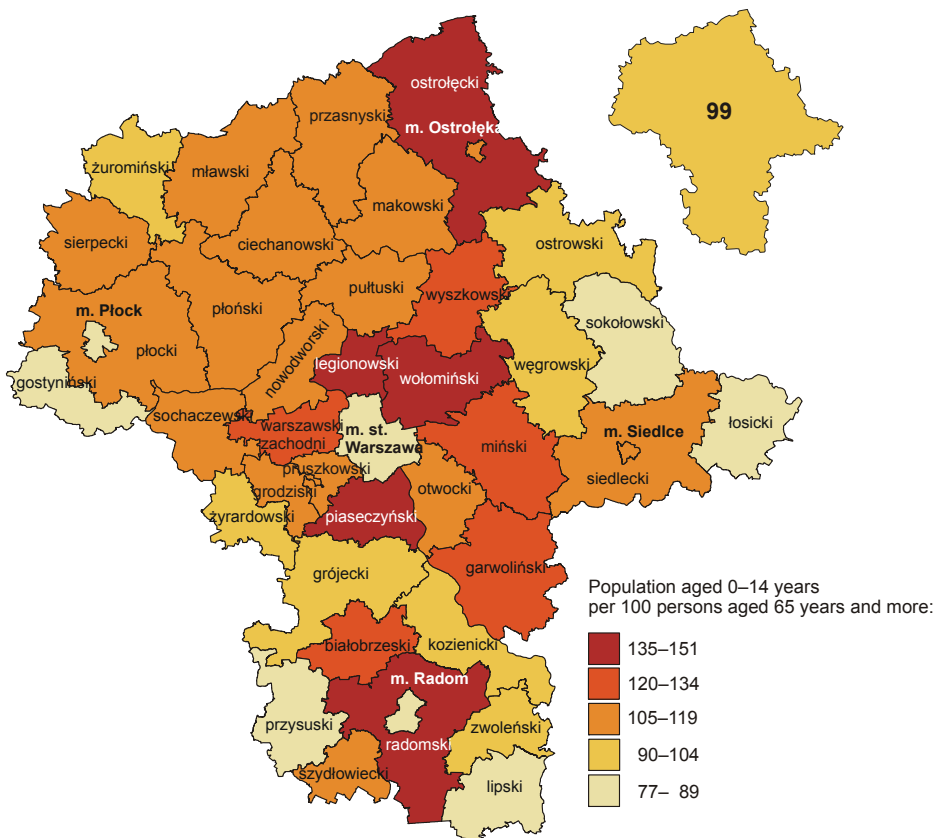 ostrołęcki
przasnyski
99
m. Ostrołęka
żuromiński
mławski
makowski
sierpecki
ciechanowski
ostrowski
pułtuski
wyszkowski
m. Płock
płoński
sokołowski
nowodworski
płocki
legionowski
węgrowski
gostyniński
wołomiński
sochaczewski
łosicki
warszawski
zachodni
m. st.
Warszawa
m. Siedlce
miński
pruszkowski
siedlecki
otwocki
grodziski
żyrardowski
piaseczyński
garwoliński
grójecki
Population aged 0–14 years
per 100 persons aged 65 years and more:
białobrzeski
kozienicki
135–151
m. Radom
120–134
przysuski
zwoleński
105–119
radomski
90–104
szydłowiecki
lipski
77– 89